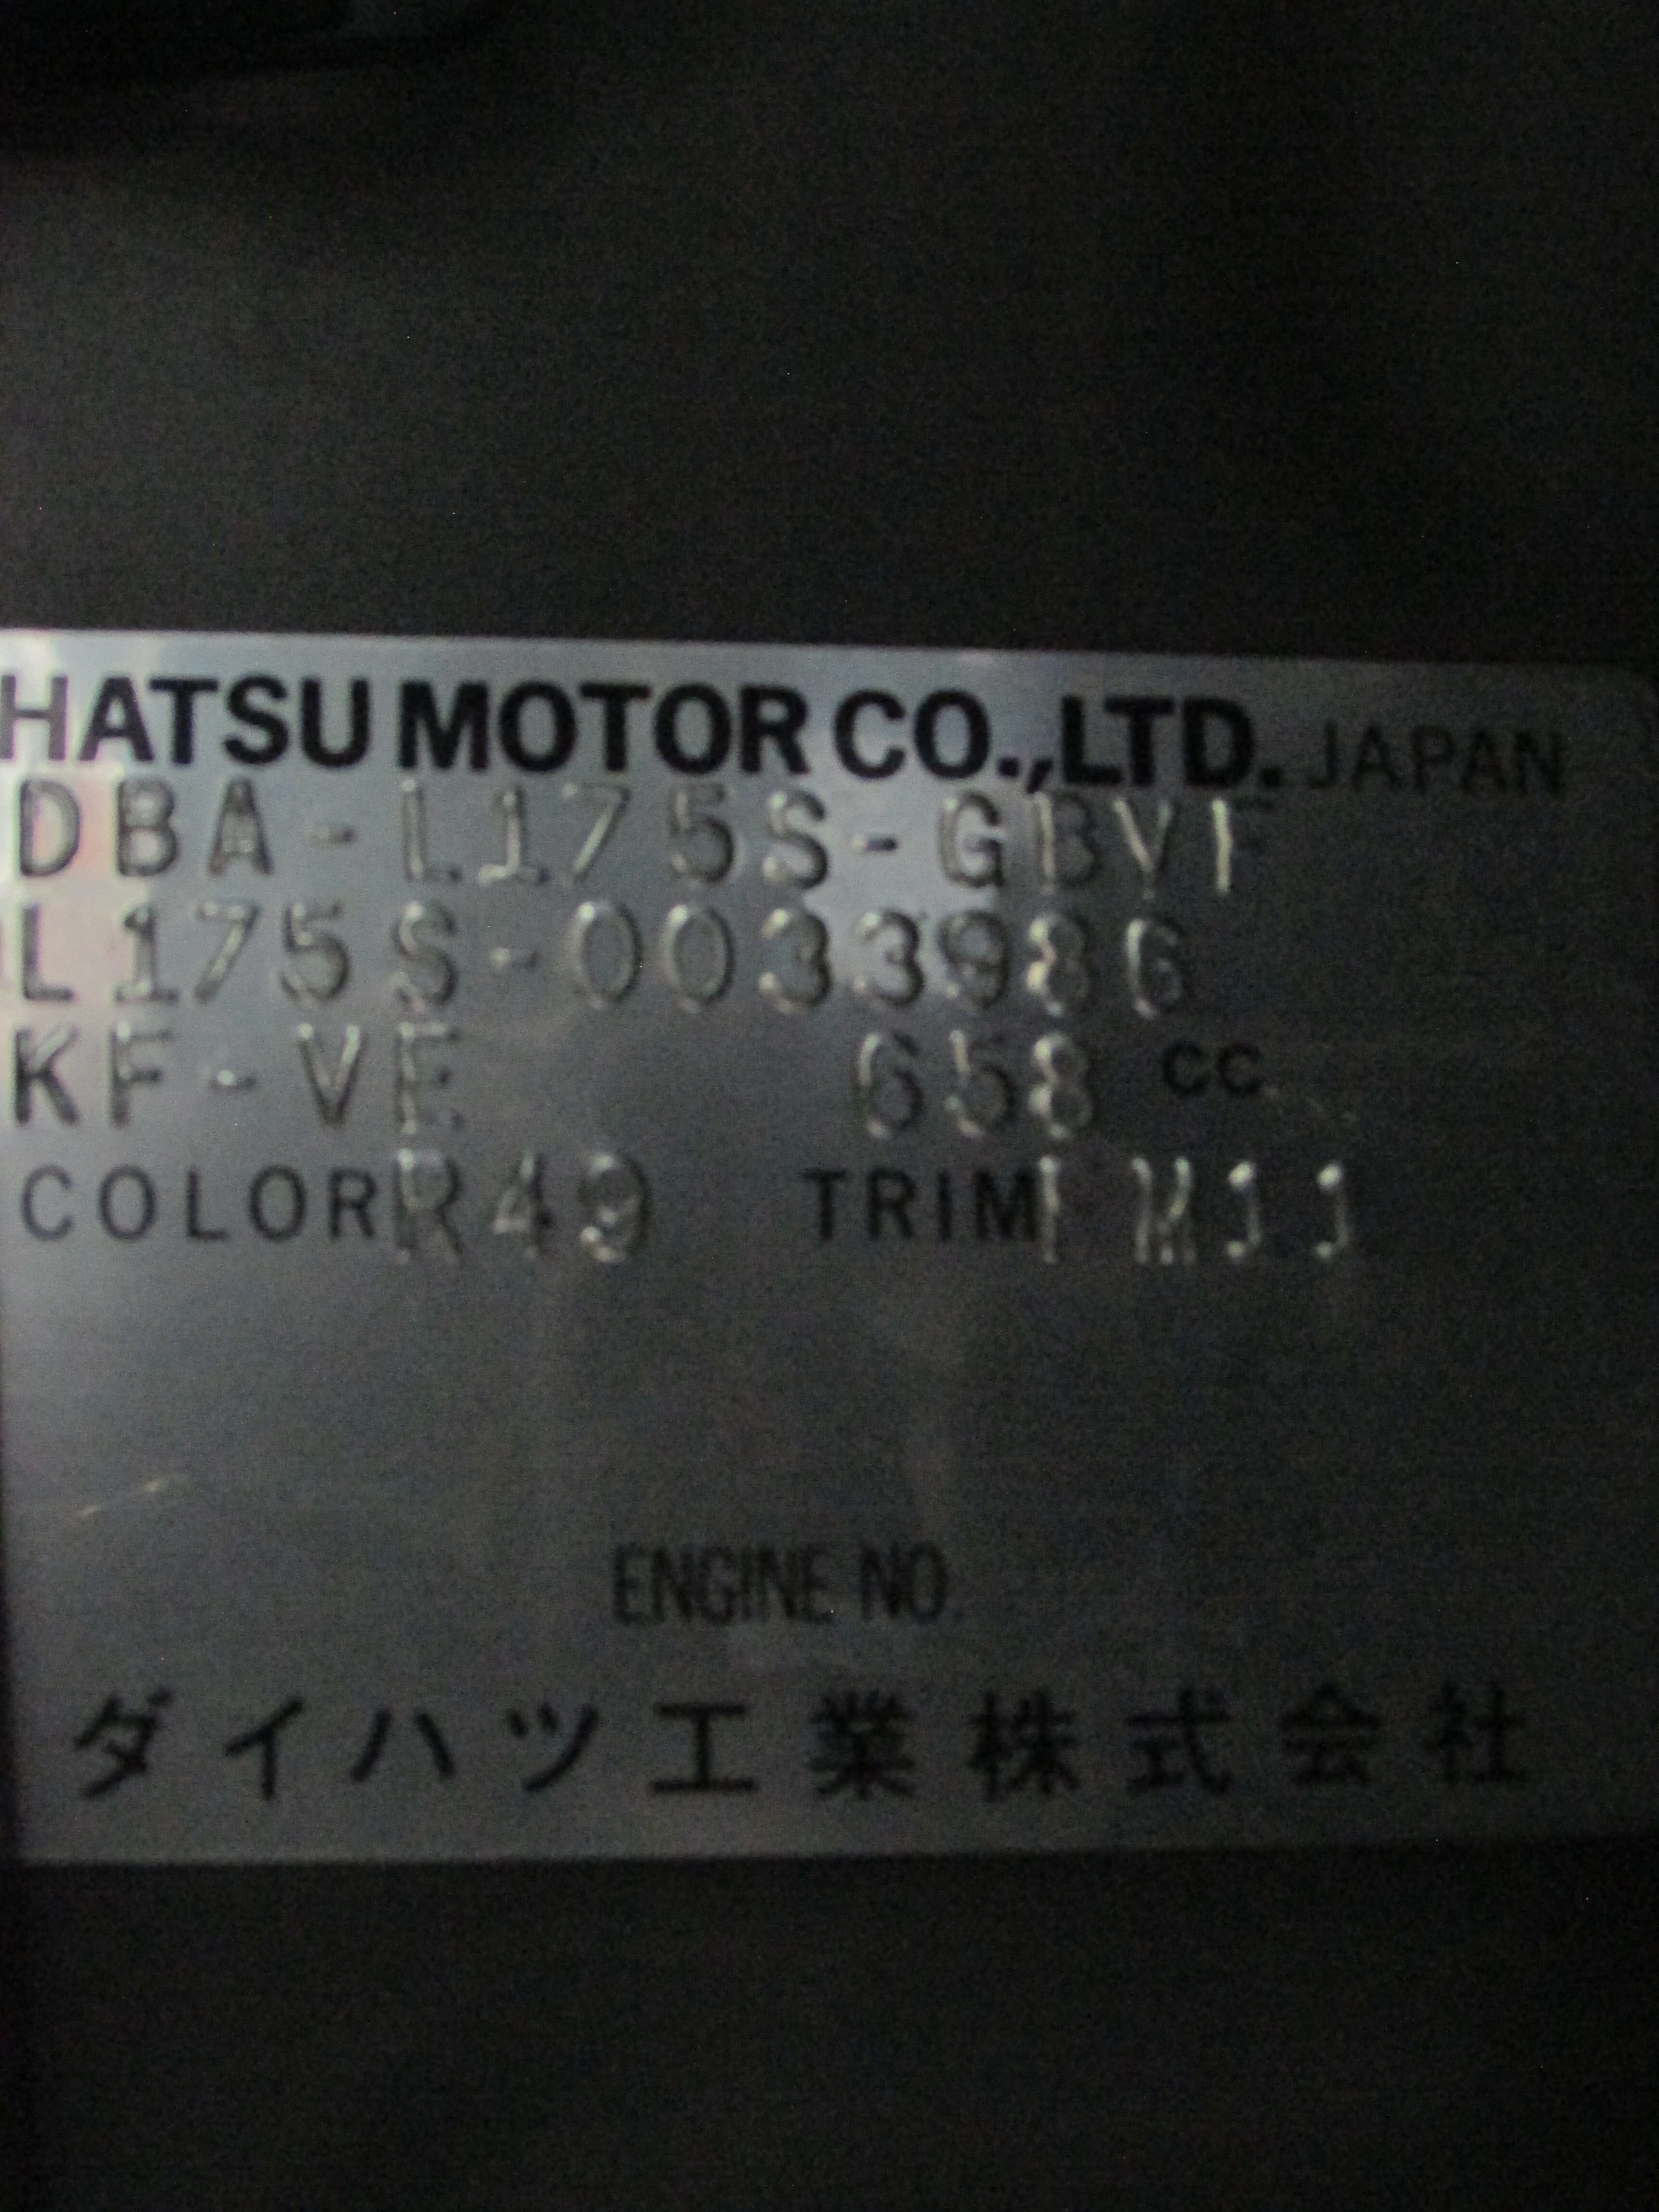 HATSU MOTOR CO.,LTD. JAPAN
DBA-L175S-GBVF
L175S-0033986
KF-VE 658 CC
COLOR R49 TRIM
ENGINE NO.
ダイハツ工業株式会社